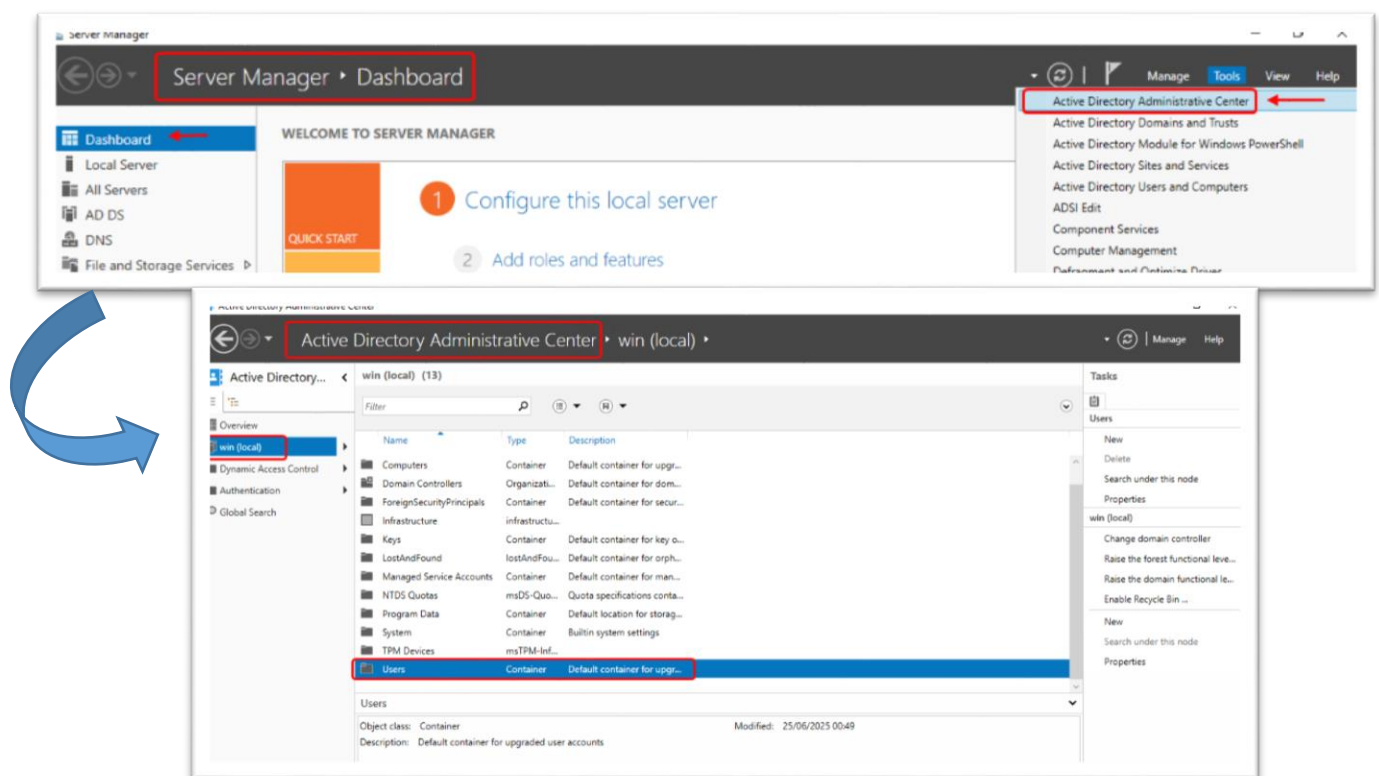 Server Manager
Server Manager ‣ Dashboard
Manage Tools View Help
Active Directory Administrative Center
Active Directory Domains and Trusts
Active Directory Module for Windows PowerShell
Active Directory Sites and Services
Active Directory Users and Computers
ADSI Edit
Component Services
Computer Management
Defragment and Optimize Drives
Dashboard
Local Server
All Servers
AD DS
DNS
File and Storage Services
WELCOME TO SERVER MANAGER
QUICK START
1 Configure this local server
2 Add roles and features
Active Directory Administrative Center
Active Directory Administrative Center ‣ win (local) ‣
Manage Help
Active Directory...
Overview
win (local)
Dynamic Access Control
Authentication
Global Search
win (local) (13)
Filter
Name Type Description
Computers Container Default container for upgr...
Domain Controllers Organizati... Default container for dom...
ForeignSecurityPrincipals Container Default container for secur...
Infrastructure infrastructu...
Keys Container Default container for key o...
LostAndFound lostAndFou... Default container for orph...
Managed Service Accounts Container Default container for man...
NTDS Quotas msDS-Quo... Quota specifications conta...
Program Data Container Default location for storag...
System Container Builtin system settings
TPM Devices msTPM-Inf...
Users Container Default container for upgr...
Users
Object class: Container Modified: 25/06/2025 00:49
Description: Default container for upgraded user accounts
Tasks
Users
New
Delete
Search under this node
Properties
win (local)
Change domain controller
Raise the forest functional leve...
Raise the domain functional le...
Enable Recycle Bin ...
New
Search under this node
Properties